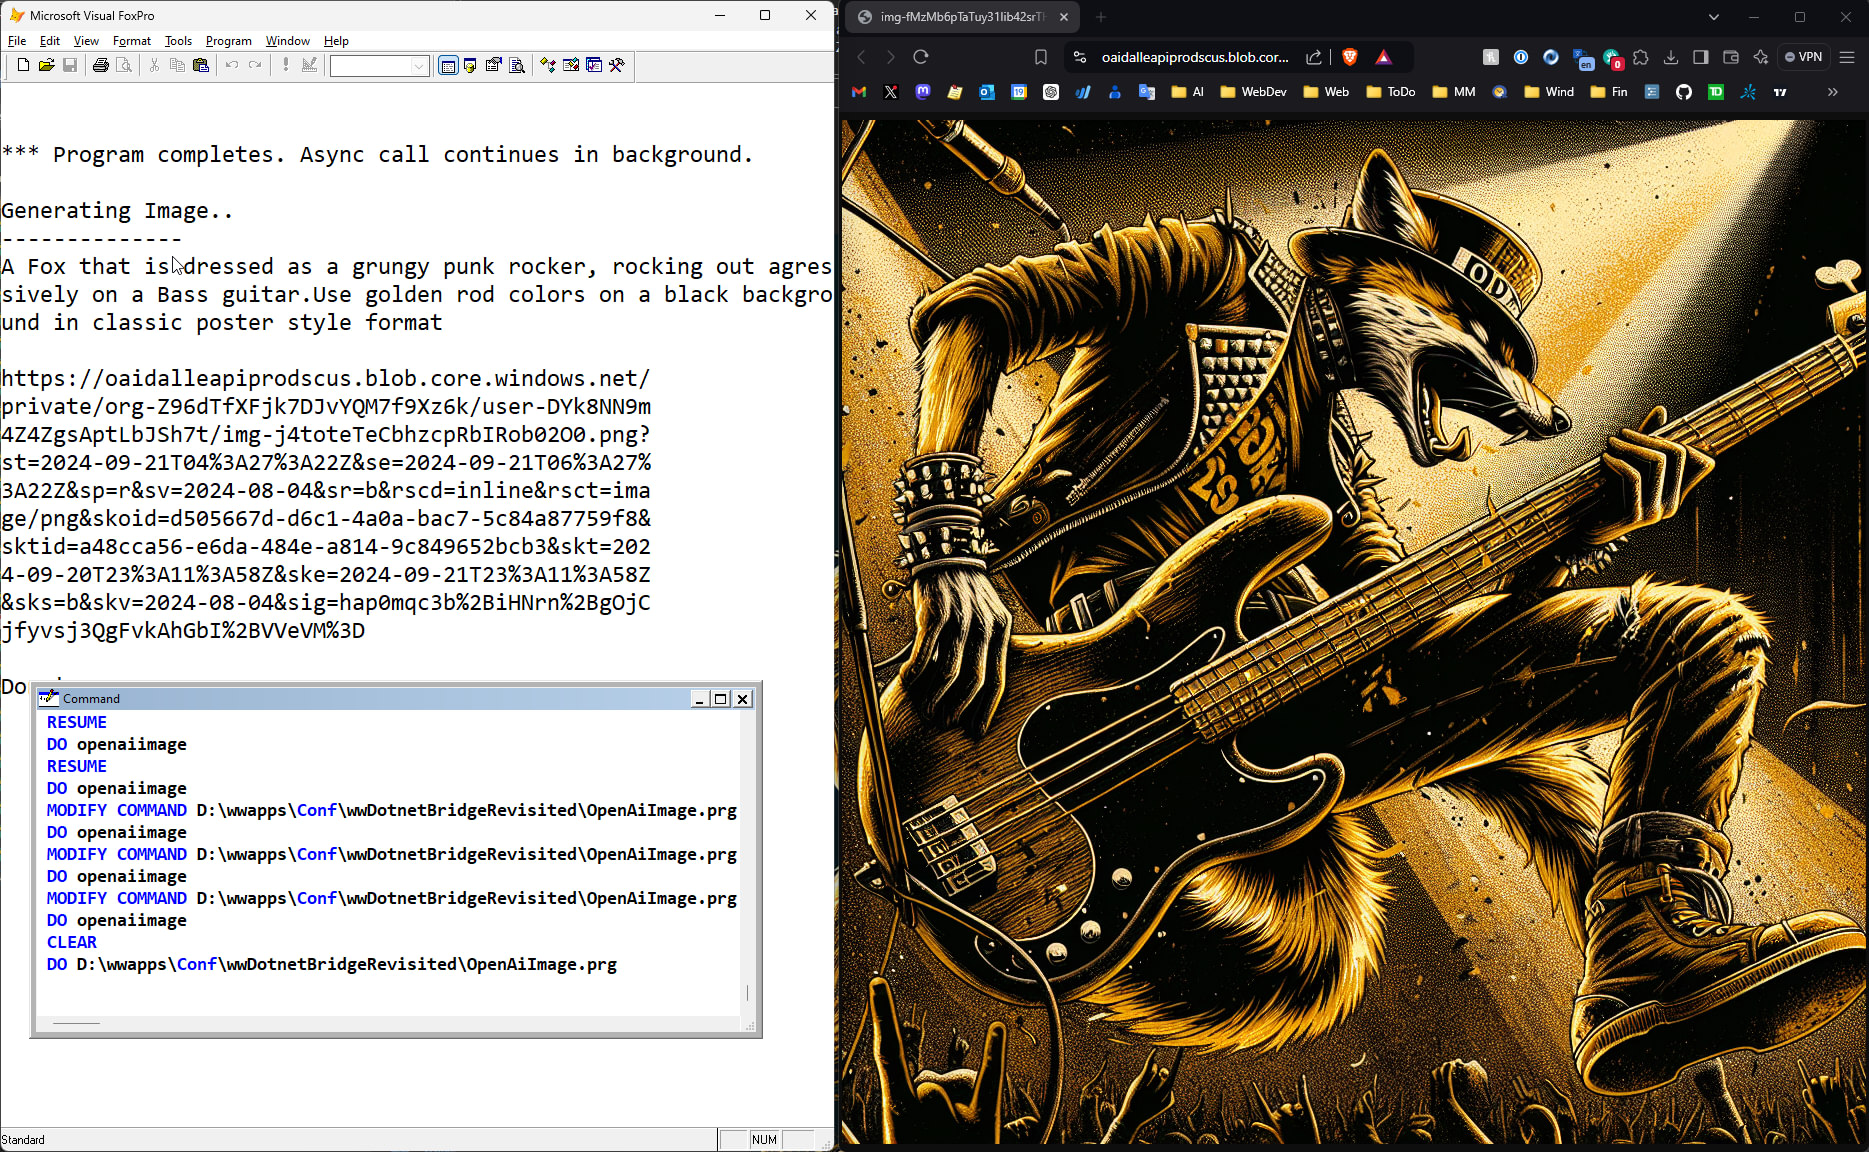 Microsoft Visual FoxPro
File Edit View Format Tools Program Window Help
*** Program completes. Async call continues in background.
Generating Image..
--------------
A Fox that is dressed as a grungy punk rocker, rocking out agres
sively on a Bass guitar.Use golden rod colors on a black backgro
und in classic poster style format
https://oaidalleapiprodscus.blob.core.windows.net/
private/org-Z96dTfXFjk7DJvYQM7f9Xz6k/user-DYk8NN9m
4Z4ZgsAptLbJSh7t/img-j4toteTeCbhzcpRbIRob02O0.png?
st=2024-09-21T04%3A27%3A22Z&se=2024-09-21T06%3A27%
3A22Z&sp=r&sv=2024-08-04&sr=b&rscd=inline&rsct=ima
ge/png&skoid=d505667d-d6c1-4a0a-bac7-5c84a87759f8&
sktid=a48cca56-e6da-484e-a814-9c849652bcb3&skt=202
4-09-20T23%3A11%3A58Z&ske=2024-09-21T23%3A11%3A58Z
&sks=b&skv=2024-08-04&sig=hap0mqc3b%2BiHNrn%2BgOjC
jfyvsj3QgFvkAhGbI%2BVVeVM%3D
Do
Command
RESUME
DO openaiimage
RESUME
DO openaiimage
MODIFY COMMAND D:\wwapps\Conf\wwDotnetBridgeRevisited\OpenAiImage.prg
DO openaiimage
MODIFY COMMAND D:\wwapps\Conf\wwDotnetBridgeRevisited\OpenAiImage.prg
DO openaiimage
MODIFY COMMAND D:\wwapps\Conf\wwDotnetBridgeRevisited\OpenAiImage.prg
DO openaiimage
CLEAR
DO D:\wwapps\Conf\wwDotnetBridgeRevisited\OpenAiImage.prg
Standard
NUM
img-fMzMb6pTaTuy31Iib42srT
oaidalleapiprodscus.blob.cor...
en
0
VPN
19
AI WebDev Web ToDo MM Wind Fin
TD
OD